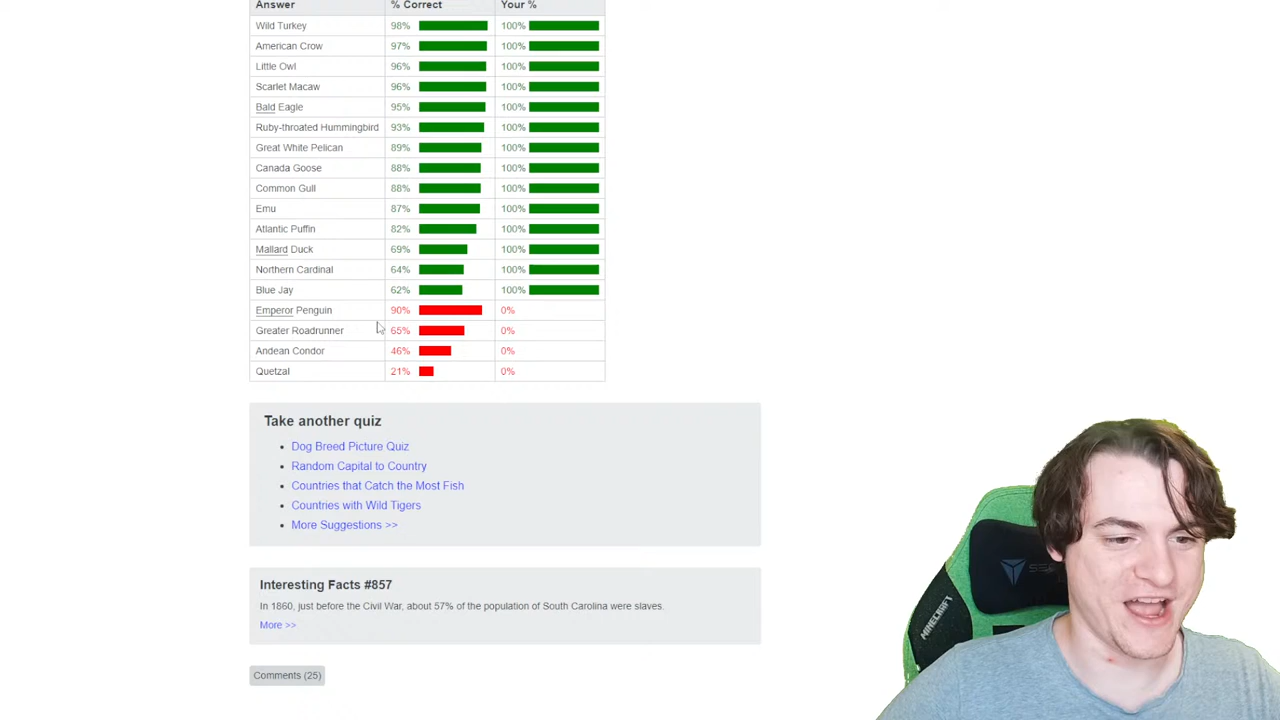 Answer % Correct Your %
Wild Turkey 98% 100%
American Crow 97% 100%
Little Owl 96% 100%
Scarlet Macaw 96% 100%
Bald Eagle 95% 100%
Ruby-throated Hummingbird 93% 100%
Great White Pelican 89% 100%
Canada Goose 88% 100%
Common Gull 88% 100%
Emu 87% 100%
Atlantic Puffin 82% 100%
Mallard Duck 69% 100%
Northern Cardinal 64% 100%
Blue Jay 62% 100%
Emperor Penguin 90% 0%
Greater Roadrunner 65% 0%
Andean Condor 46% 0%
Quetzal 21% 0%
Take another quiz
• Dog Breed Picture Quiz
• Random Capital to Country
• Countries that Catch the Most Fish
• Countries with Wild Tigers
• More Suggestions >>
Interesting Facts #857
In 1860, just before the Civil War, about 57% of the population of South Carolina were slaves.
More >>
Comments (25)
MINECRAFT